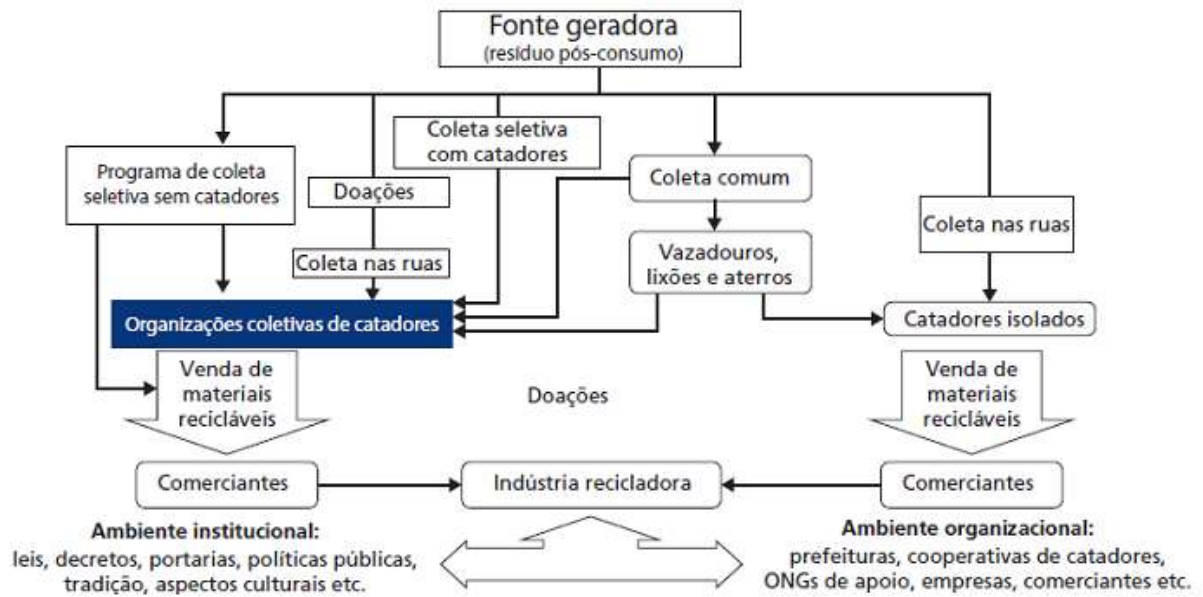 Fonte geradora
(resíduo pós-consumo)
Programa de coleta
seletiva sem catadores
Doações
Coleta nas ruas
Coleta seletiva
com catadores
Coleta comum
Vazadouros,
lixões e aterros
Coleta nas ruas
Organizações coletivas de catadores
Catadores isolados
Venda de
materiais
recicláveis
Doações
Venda de
materiais
recicláveis
Comerciantes
Indústria recicladora
Comerciantes
Ambiente institucional:
leis, decretos, portarias, políticas públicas,
tradição, aspectos culturais etc.
Ambiente organizacional:
prefeituras, cooperativas de catadores,
ONGs de apoio, empresas, comerciantes etc.